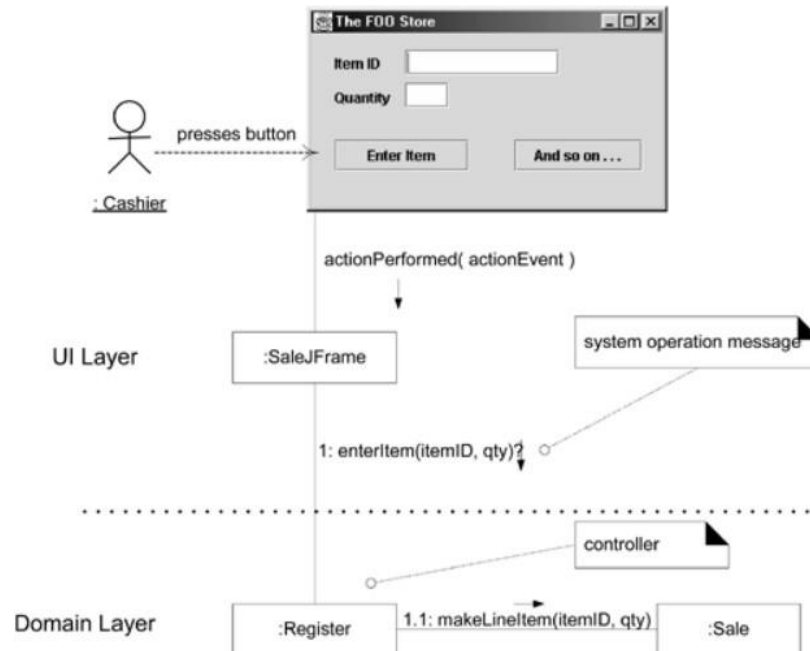 The FOO Store
Item ID
Quantity
presses button
Enter Item
And so on . . .
: Cashier
actionPerformed( actionEvent )
system operation message
UI Layer
:SaleJFrame
1: enterItem(itemID, qty)?
controller
Domain Layer
:Register
1.1: makeLineItem(itemID, qty)
:Sale